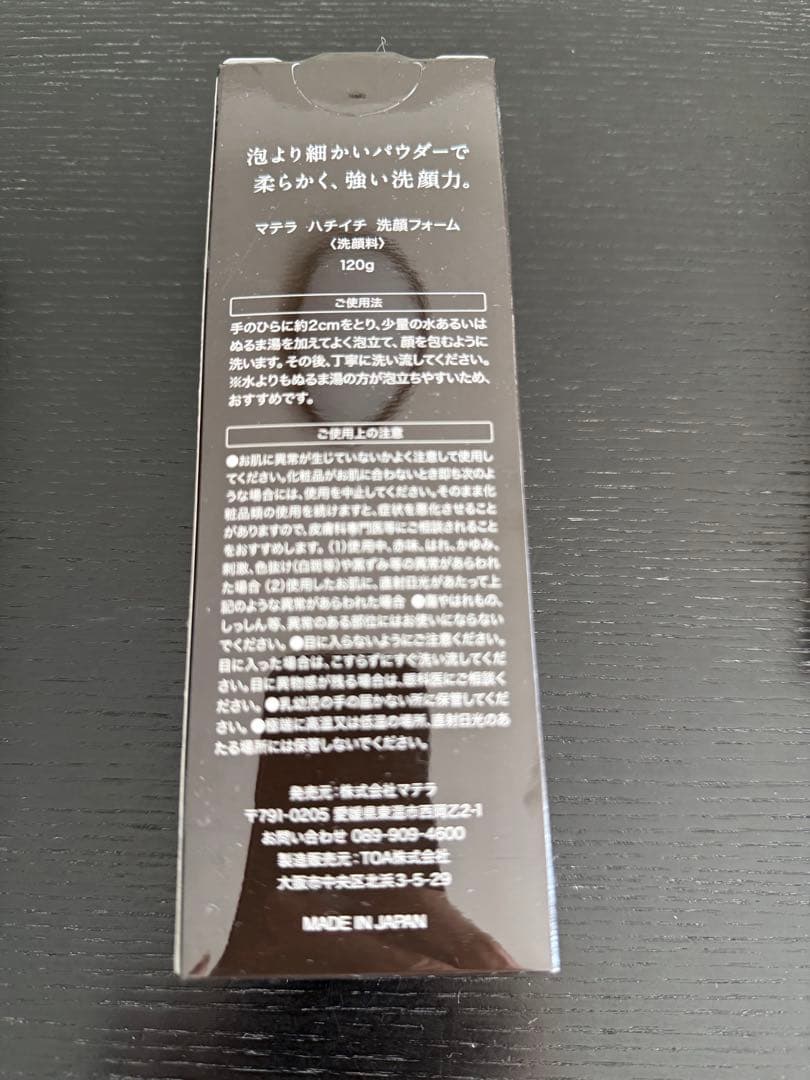 泡より細かいパウダーで
柔らかく、強い洗顔力。
マテラ ハチイチ 洗顔フォーム
〈洗顔料〉
120g
ご使用法
手のひらに約2cmをとり、少量の水あるいは
ぬるま湯を加えてよく泡立て、顔を包むように
洗います。その後、丁寧に洗い流してください。
※水よりもぬるま湯の方が泡立ちやすいため、
おすすめです。
ご使用上の注意
●お肌に異常が生じていないかよく注意して使用し
てください。化粧品がお肌に合わないとき即ち次のよ
うな場合には、使用を中止してください。そのまま化
粧品類の使用を続けますと、症状を悪化させること
がありますので、皮膚科専門医等にご相談されること
をおすすめします。(1)使用中、赤味、はれ、かゆみ、
刺激、色抜け(白斑等)や黒ずみ等の異常があらわれ
た場合 (2)使用したお肌に、直射日光があたって上
記のような異常があらわれた場合 ●傷やはれもの、
しっしん等、異常のある部位にはお使いにならない
でください。●目に入らないようにご注意ください。
目に入った場合は、こすらずにすぐ洗い流してくだ
さい。目に異物感が残る場合は、眼科医にご相談く
ださい。●乳幼児の手の届かない所に保管してくだ
さい。●極端に高温又は低温の場所、直射日光のあ
たる場所には保管しないでください。
発売元：株式会社マテラ
〒791-0205 愛媛県東温市西岡乙2-1
お問い合わせ 089-909-4600
製造販売元：TOA株式会社
大阪市中央区北浜3-5-29
MADE IN JAPAN